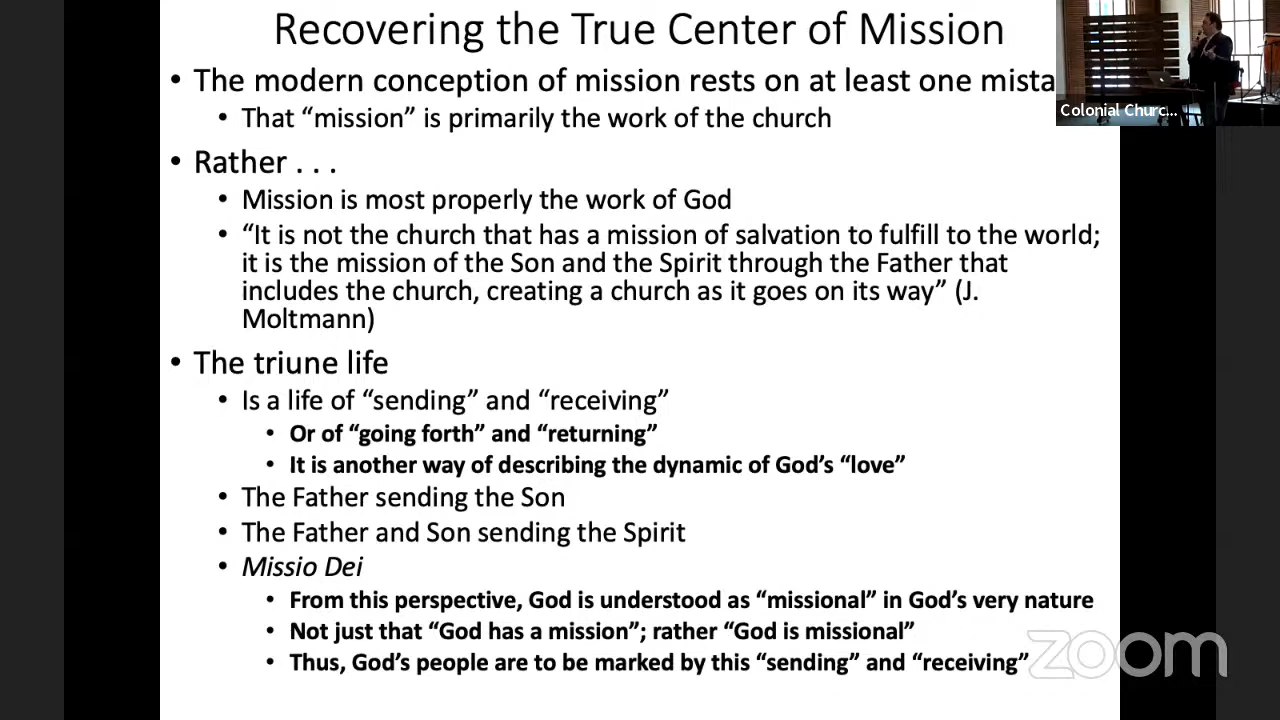 Recovering the True Center of Mission
• The modern conception of mission rests on at least one mista
Colonial Churc...
• That “mission” is primarily the work of the church
• Rather . . .
• Mission is most properly the work of God
• “It is not the church that has a mission of salvation to fulfill to the world;
it is the mission of the Son and the Spirit through the Father that
includes the church, creating a church as it goes on its way” (J.
Moltmann)
• The triune life
• Is a life of “sending” and “receiving”
• Or of “going forth” and “returning”
• It is another way of describing the dynamic of God’s “love”
• The Father sending the Son
• The Father and Son sending the Spirit
• Missio Dei
• From this perspective, God is understood as “missional” in God’s very nature
• Not just that “God has a mission”; rather “God is missional”
• Thus, God’s people are to be marked by this “sending” and “receiving”
zoom